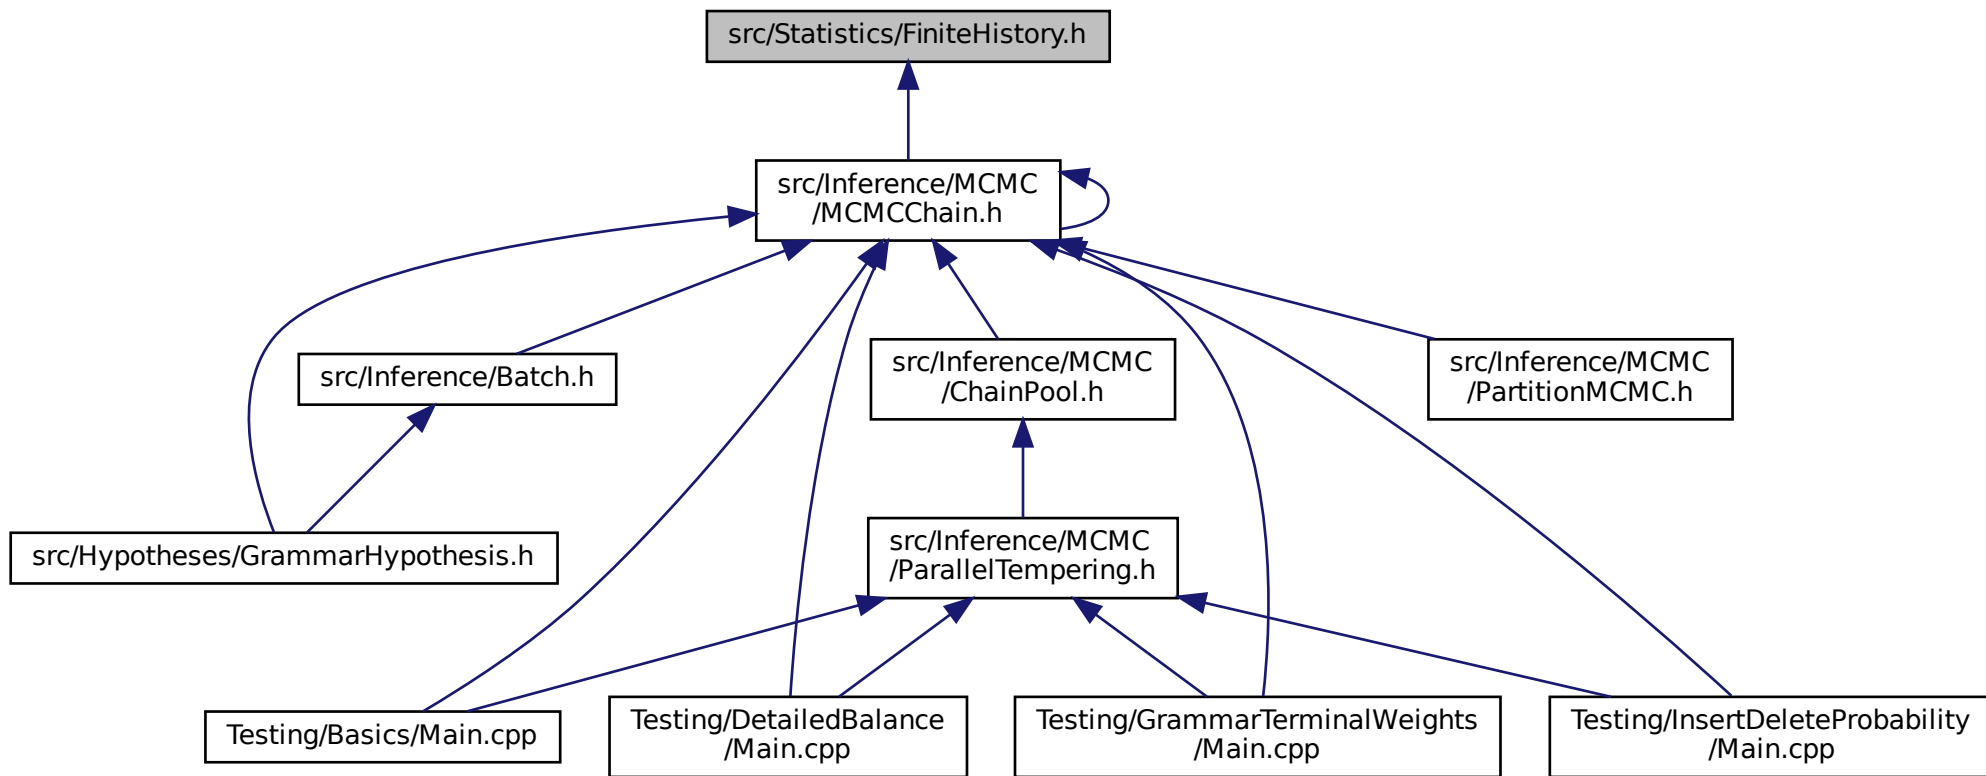 src/Statistics/FiniteHistory.h
src/Inference/MCMC
/MCMCChain.h
src/Inference/Batch.h
src/Inference/MCMC
/ChainPool.h
src/Inference/MCMC
/PartitionMCMC.h
src/Hypotheses/GrammarHypothesis.h
src/Inference/MCMC
/ParallelTempering.h
Testing/Basics/Main.cpp
Testing/DetailedBalance
/Main.cpp
Testing/GrammarTerminalWeights
/Main.cpp
Testing/InsertDeleteProbability
/Main.cpp